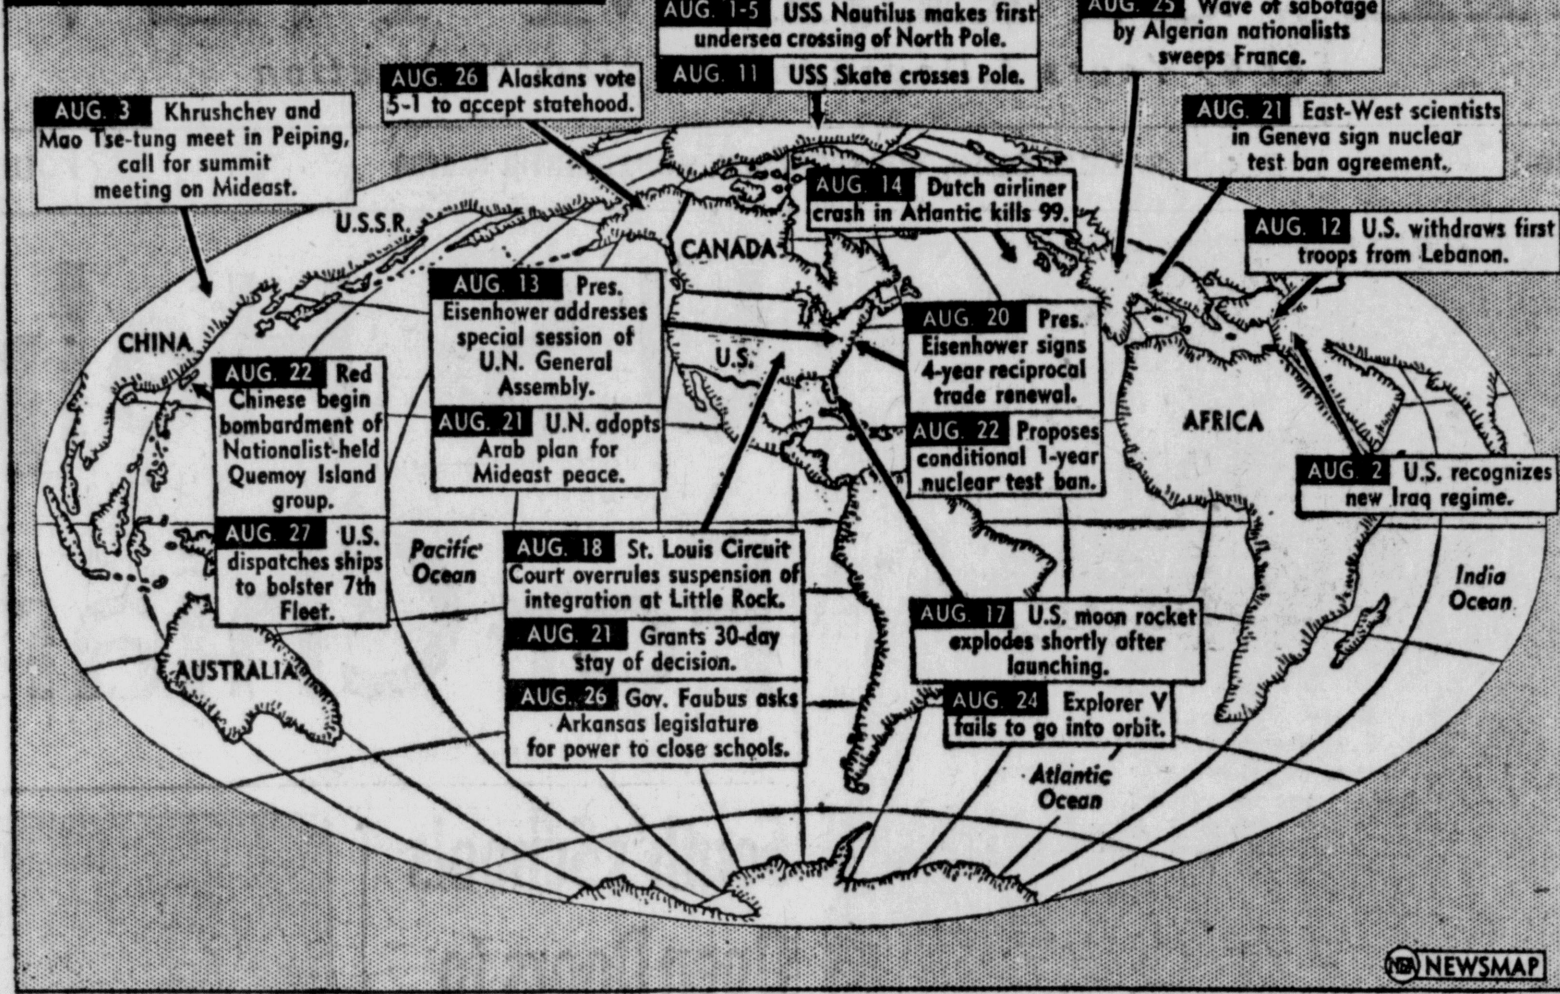 AUG. 1-5 USS Nautilus makes first
undersea crossing of North Pole.
AUG. 11 USS Skate crosses Pole.
AUG. 25 Wave of sabotage
by Algerian nationalists
sweeps France.
AUG. 26 Alaskans vote
5-1 to accept statehood.
AUG. 3 Khrushchev and
Mao Tse-tung meet in Peiping,
call for summit
meeting on Mideast.
AUG. 21 East-West scientists
in Geneva sign nuclear
test ban agreement.
AUG. 14 Dutch airliner
crash in Atlantic kills 99.
AUG. 12 U.S. withdraws first
troops from Lebanon.
U.S.S.R.
CANADA
CHINA
U.S.
AFRICA
AUG. 13 Pres.
Eisenhower addresses
special session of
U.N. General
Assembly.
AUG. 21 U.N. adopts
Arab plan for
Mideast peace.
AUG. 20 Pres.
Eisenhower signs
4-year reciprocal
trade renewal.
AUG. 22 Proposes
conditional 1-year
nuclear test ban.
AUG. 22 Red
Chinese begin
bombardment of
Nationalist-held
Quemoy Island
group.
AUG. 27 U.S.
dispatches ships
to bolster 7th
Fleet.
AUG. 2 U.S. recognizes
new Iraq regime.
Pacific
Ocean
AUG. 18 St. Louis Circuit
Court overrules suspension of
integration at Little Rock.
AUG. 21 Grants 30-day
stay of decision.
AUG. 26 Gov. Faubus asks
Arkansas legislature
for power to close schools.
India
Ocean
AUG. 17 U.S. moon rocket
explodes shortly after
launching.
AUG. 24 Explorer V
fails to go into orbit.
AUSTRALIA
Atlantic
Ocean
NEA NEWSMAP